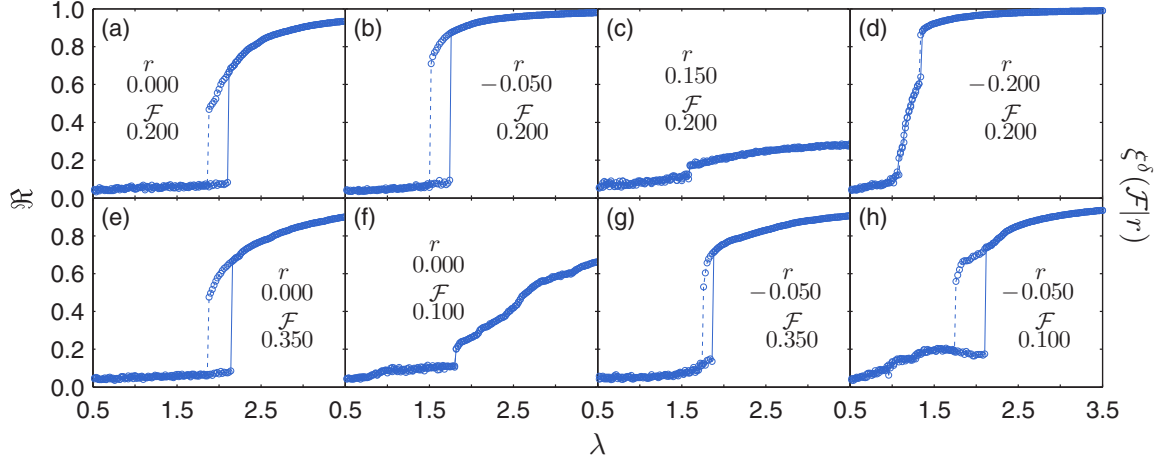 (a)
r
0.000
ℱ
0.200
(b)
r
−0.050
ℱ
0.200
(c)
r
0.150
ℱ
0.200
(d)
r
−0.200
ℱ
0.200
1.0
0.8
0.6
0.4
0.2
0.0
ℜ
ξ^δ(ℱ|r)
(e)
r
0.000
ℱ
0.350
(f)
r
0.000
ℱ
0.100
(g)
r
−0.050
ℱ
0.350
(h)
r
−0.050
ℱ
0.100
0.8
0.6
0.4
0.2
0.0
0.5 1.5 2.5 0.5 1.5 2.5 0.5 1.5 2.5 0.5 1.5 2.5 3.5
λ